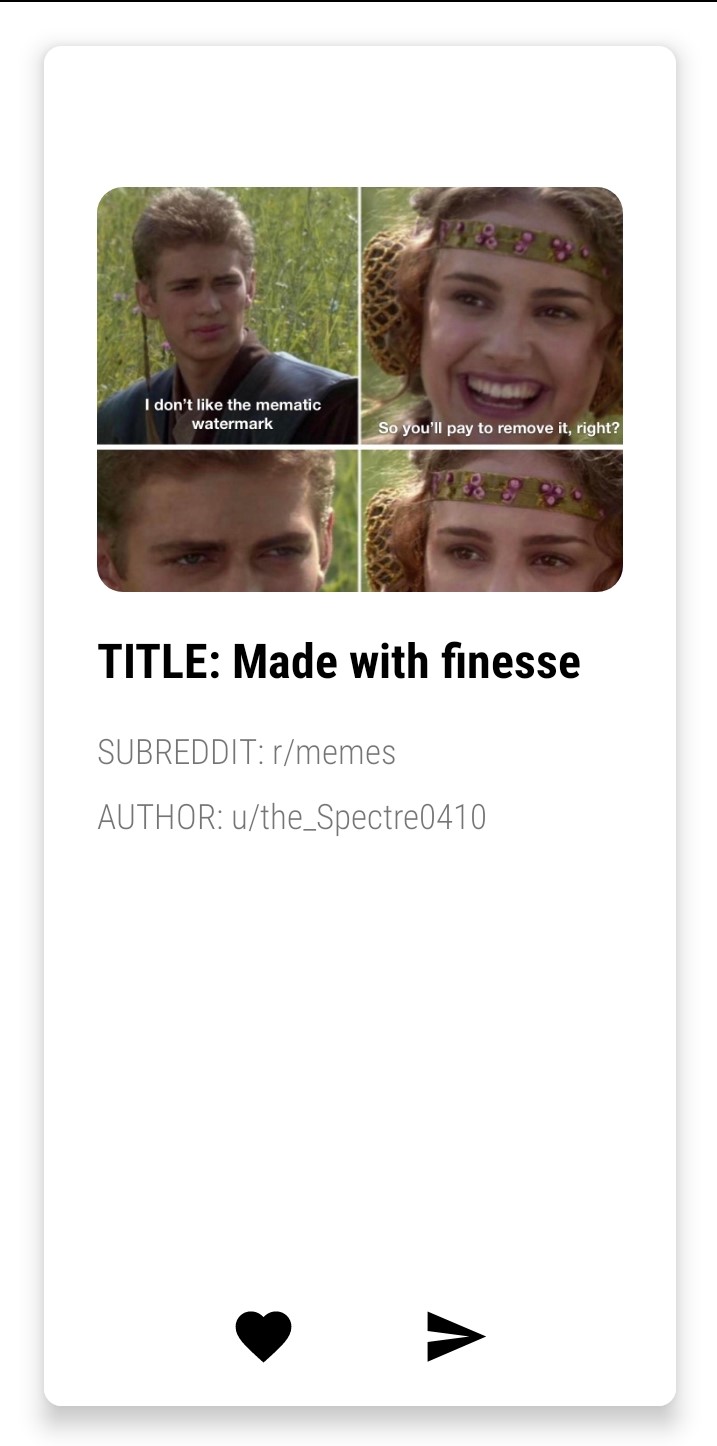 I don't like the mematic
watermark
So you'll pay to remove it, right?
TITLE: Made with finesse
SUBREDDIT: r/memes
AUTHOR: u/the_Spectre0410